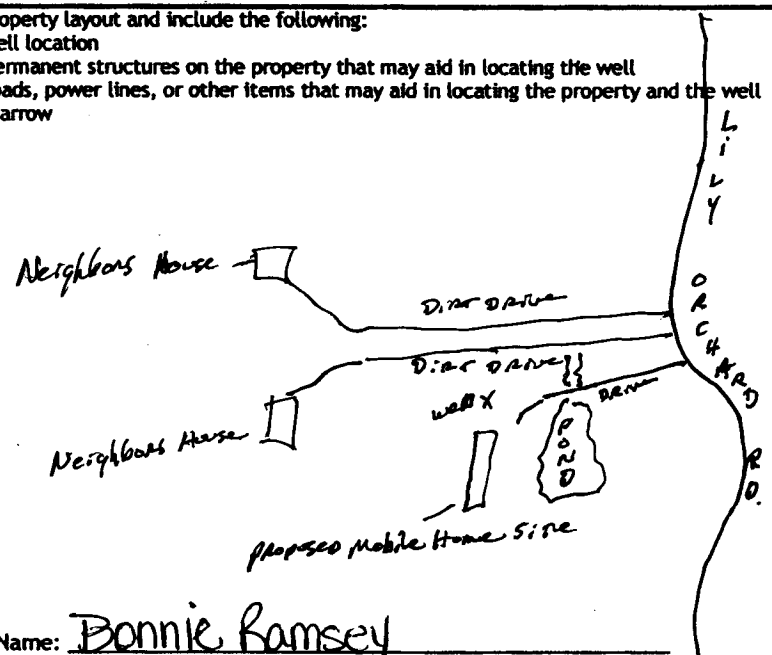 operty layout and include the following:
ell location
ermanent structures on the property that may aid in locating the well
oads, power lines, or other items that may aid in locating the property and the well
arrow
LiLY ORCHARD RD.
Neighbors House
Dirt Drive
Dirt Drive
Drive
well X
POND
Neighbors House
Proposed Mobile Home Site
Name: Bonnie Ramsey